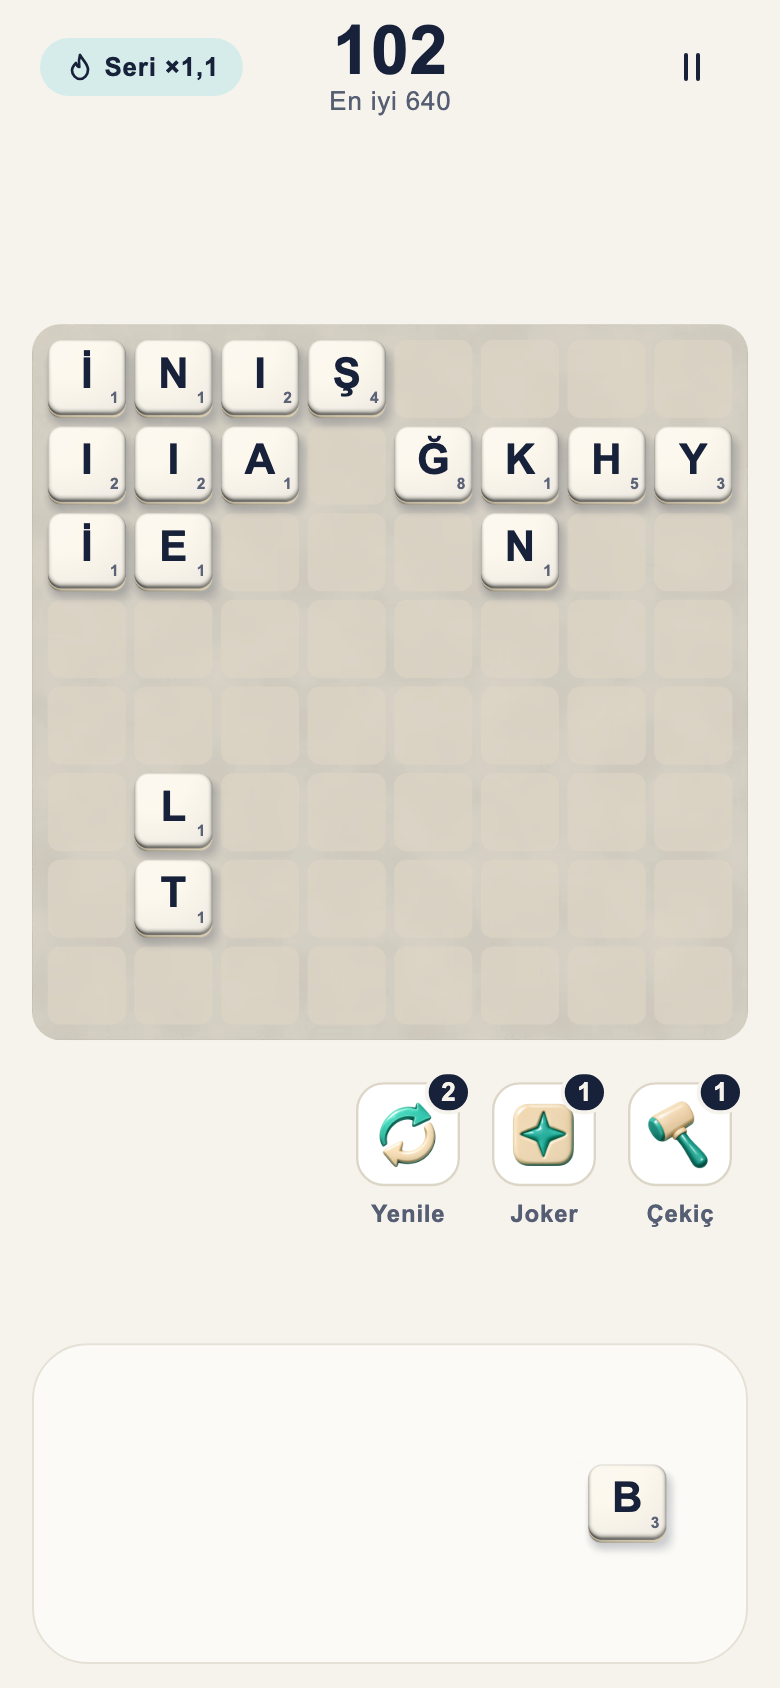 Seri ×1,1
102
En iyi 640
İ1 N1 I2 Ş4
I2 I2 A1 Ğ8 K1 H5 Y3
İ1 E1 N1
L1
T1
2 1 1
Yenile Joker Çekiç
B3